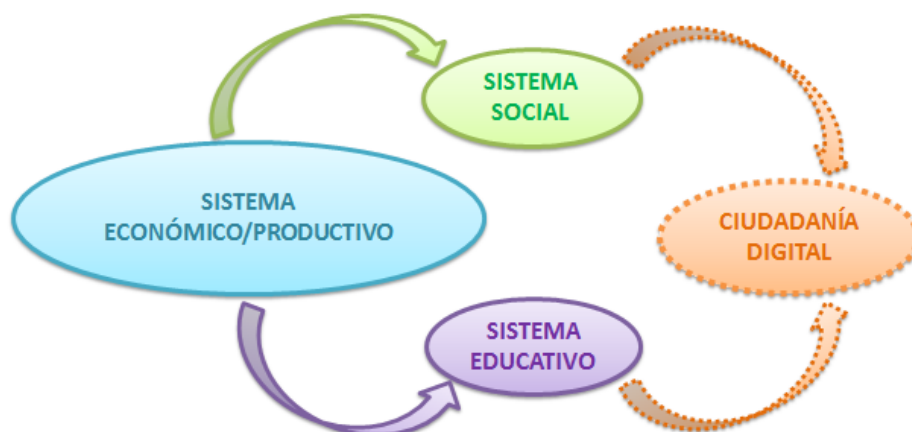 SISTEMA
SOCIAL
SISTEMA
ECONÓMICO/PRODUCTIVO
CIUDADANÍA
DIGITAL
SISTEMA
EDUCATIVO